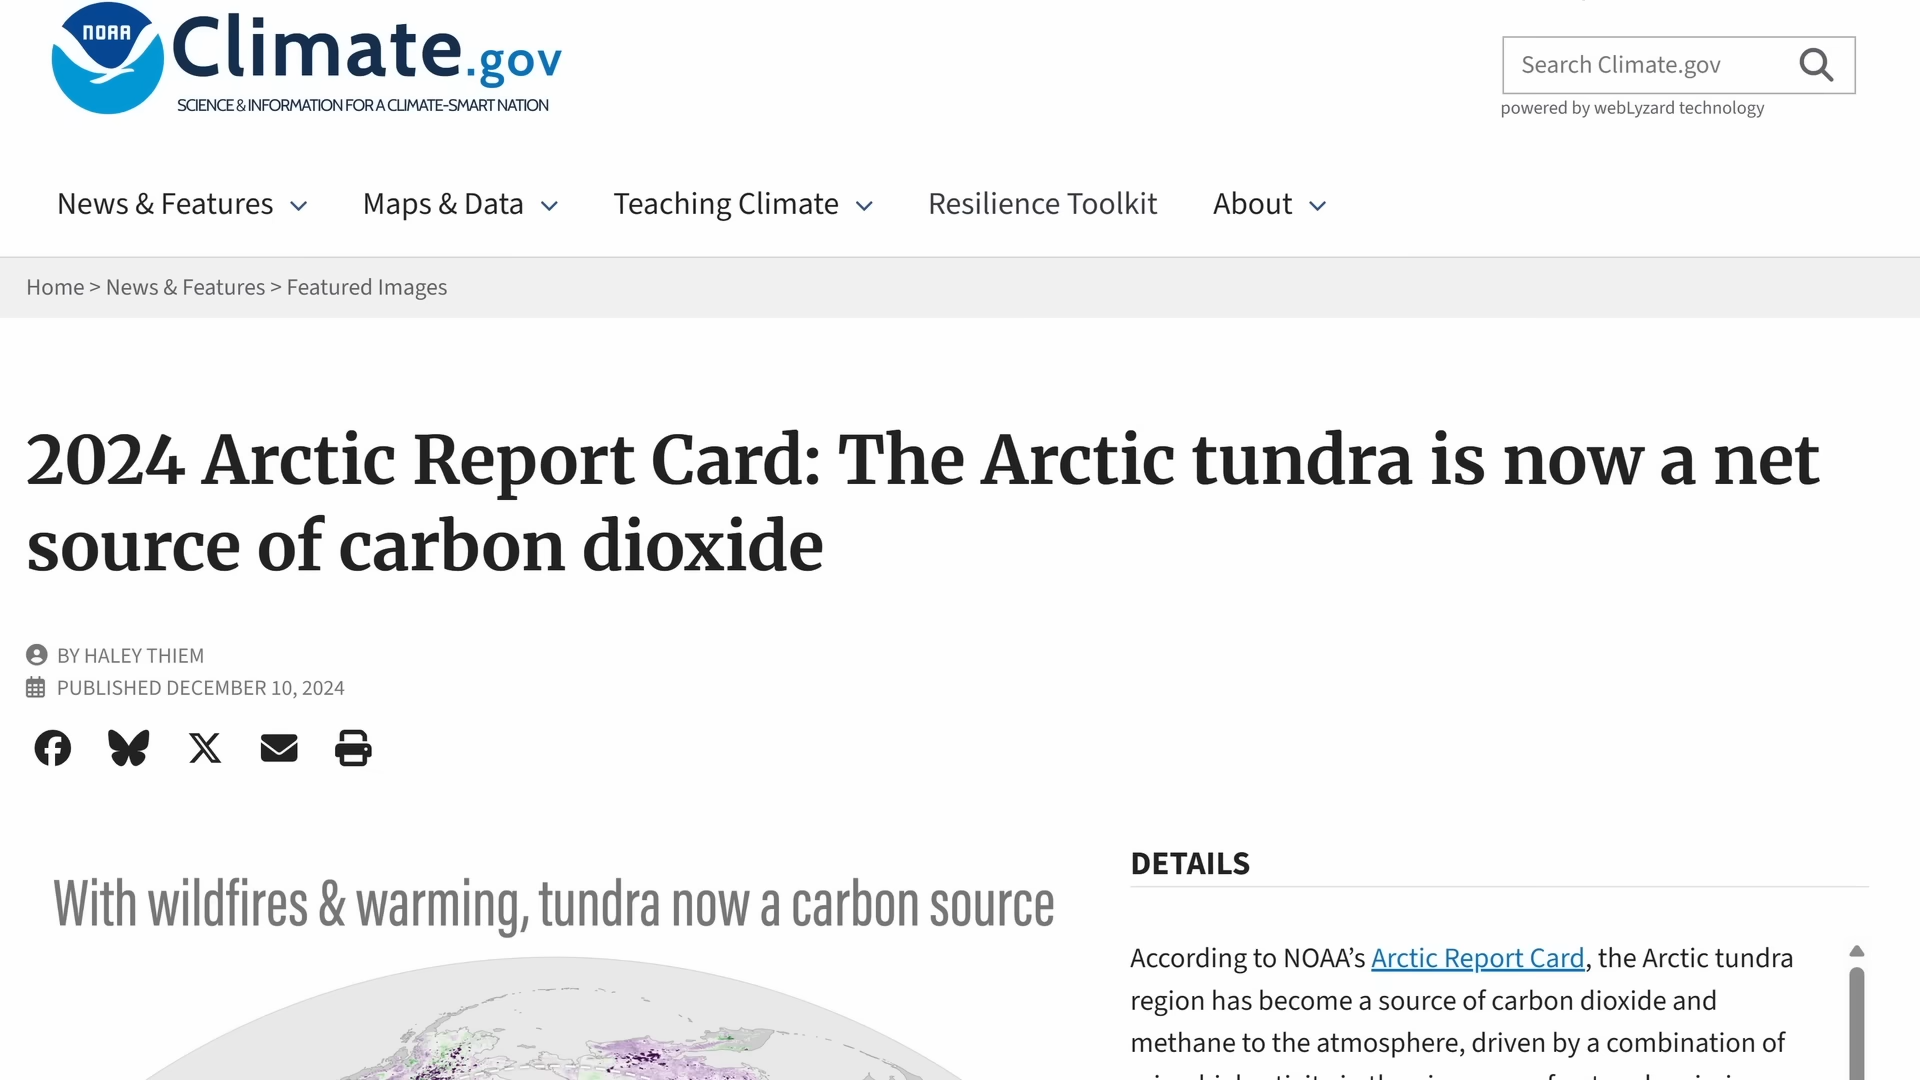 NOAA
Climate.gov
SCIENCE & INFORMATION FOR A CLIMATE-SMART NATION
Search Climate.gov
powered by webLyzard technology
News & Features
Maps & Data
Teaching Climate
Resilience Toolkit
About
Home > News & Features > Featured Images
2024 Arctic Report Card: The Arctic tundra is now a net
source of carbon dioxide
BY HALEY THIEM
PUBLISHED DECEMBER 10, 2024
With wildfires & warming, tundra now a carbon source
DETAILS
According to NOAA’s Arctic Report Card, the Arctic tundra
region has become a source of carbon dioxide and
methane to the atmosphere, driven by a combination of